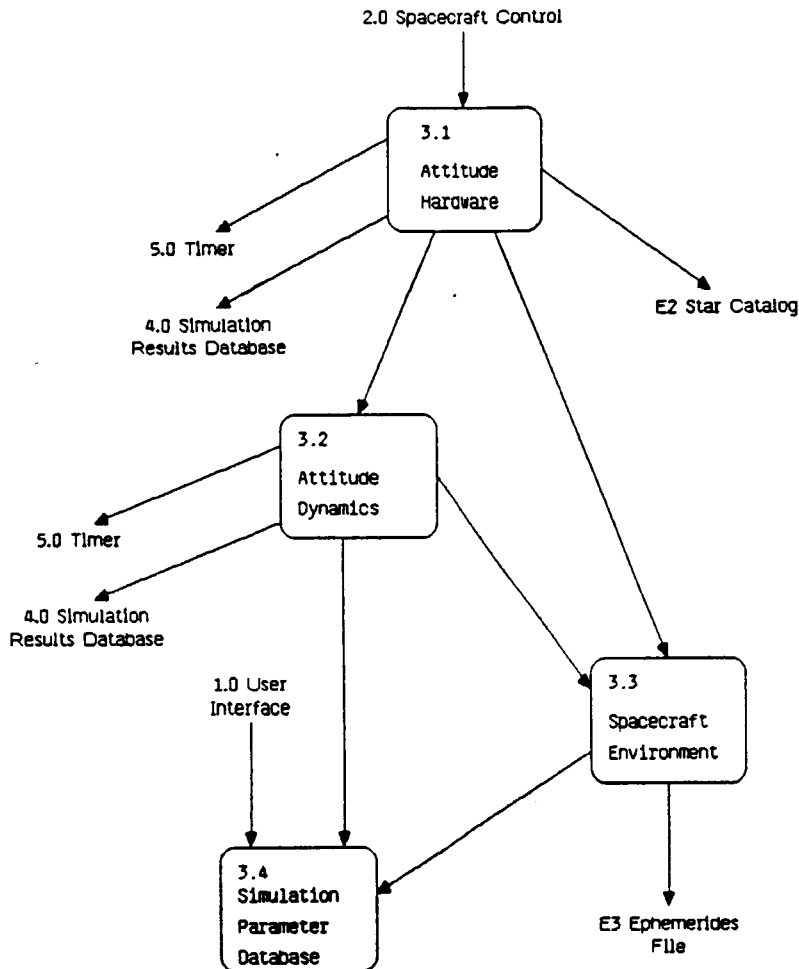 2.0 Spacecraft Control
3.1
Attitude
Hardware
5.0 Timer
4.0 Simulation
Results Database
E2 Star Catalog
3.2
Attitude
Dynamics
5.0 Timer
4.0 Simulation
Results Database
1.0 User
Interface
3.3
Spacecraft
Environment
3.4
Simulation
Parameter
Database
E3 Ephemerides
File